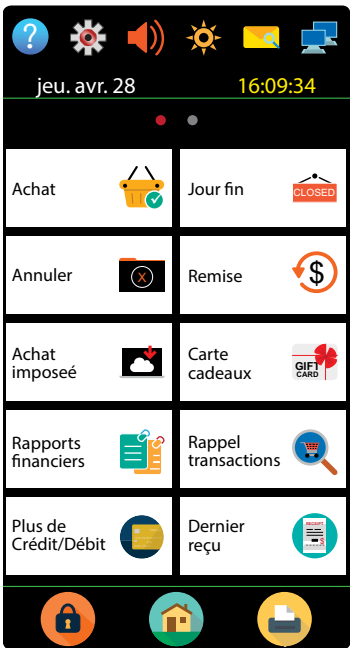 ?
jeu. avr. 28 16:09:34
Achat
Jour fin
CLOSED
Annuler
X
Remise
$
Achat
imposeé
Carte
cadeaux
GIFT
CARD
Rapports
financiers
Rappel
transactions
Plus de
Crédit/Débit
Dernier
reçu
RECEIPT